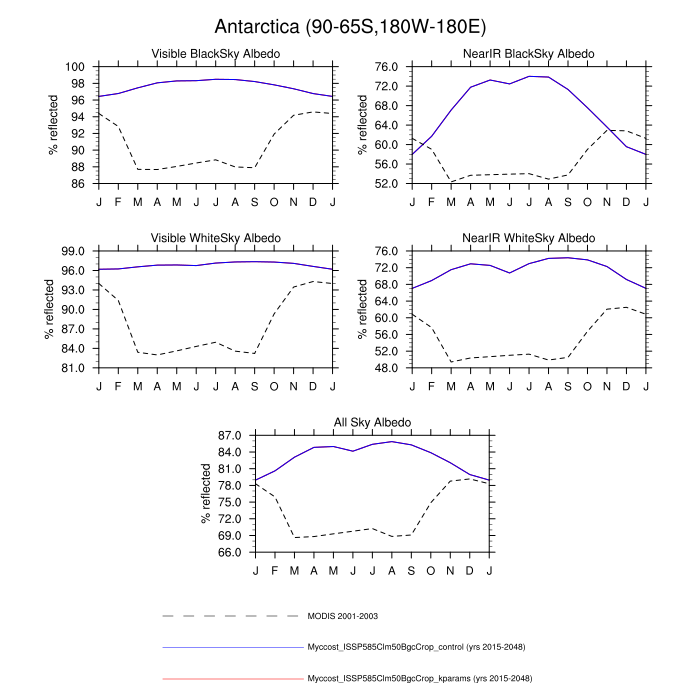 Antarctica (90-65S,180W-180E)
Visible BlackSky Albedo
% reflected
100
98
96
94
92
90
88
86
J F M A M J J A S O N D J
NearIR BlackSky Albedo
% reflected
76.0
72.0
68.0
64.0
60.0
56.0
52.0
J F M A M J J A S O N D J
Visible WhiteSky Albedo
% reflected
99.0
96.0
93.0
90.0
87.0
84.0
81.0
J F M A M J J A S O N D J
NearIR WhiteSky Albedo
% reflected
76.0
72.0
68.0
64.0
60.0
56.0
52.0
48.0
J F M A M J J A S O N D J
All Sky Albedo
% reflected
87.0
84.0
81.0
78.0
75.0
72.0
69.0
66.0
J F M A M J J A S O N D J
MODIS 2001-2003
Myccost_ISSP585Clm50BgcCrop_control (yrs 2015-2048)
Myccost_ISSP585Clm50BgcCrop_kparams (yrs 2015-2048)